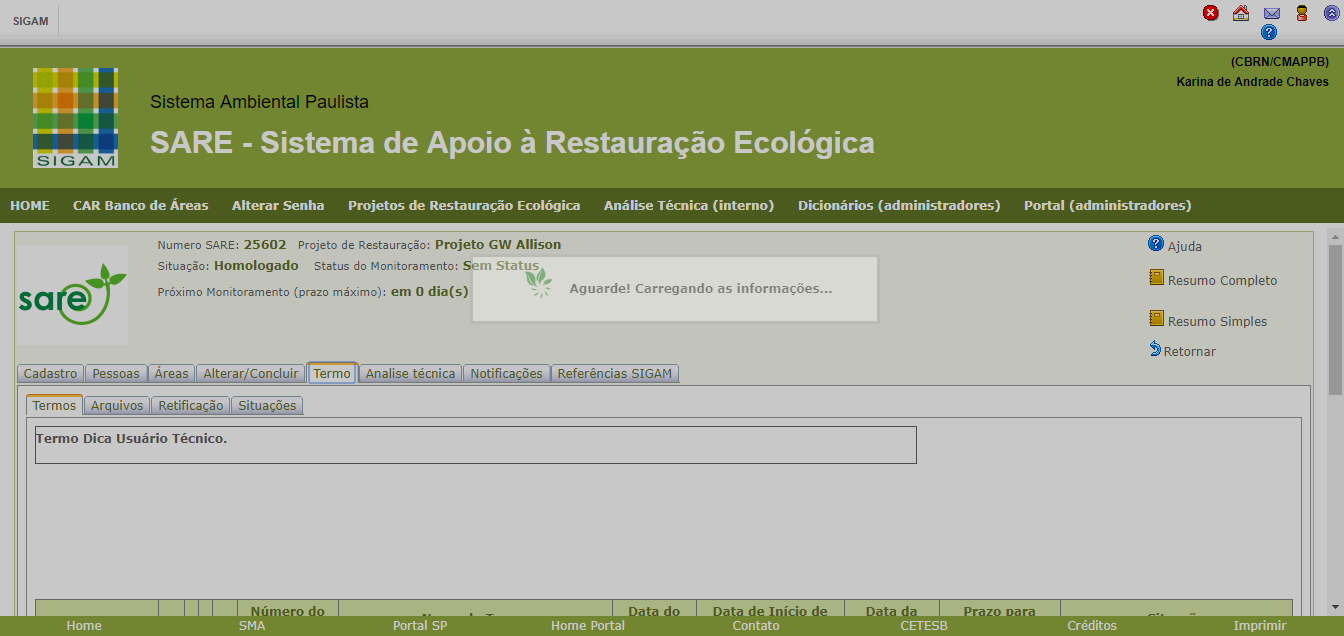 SIGAM
(CBRN/CMAPPB)
Karina de Andrade Chaves
SIGAM
Sistema Ambiental Paulista
SARE - Sistema de Apoio à Restauração Ecológica
HOME CAR Banco de Áreas Alterar Senha Projetos de Restauração Ecológica Análise Técnica (interno) Dicionários (administradores) Portal (administradores)
sare
Numero SARE: 25602 Projeto de Restauração: Projeto GW Allison
Situação: Homologado Status do Monitoramento: Sem Status
Próximo Monitoramento (prazo máximo): em 0 dia(s)
Aguarde! Carregando as informações...
Ajuda
Resumo Completo
Resumo Simples
Retornar
Cadastro Pessoas Áreas Alterar/Concluir Termo Analise técnica Notificações Referências SIGAM
Termos Arquivos Retificação Situações
Termo Dica Usuário Técnico.
Número do Data do Data de Início de Data da Prazo para
Home SMA Portal SP Home Portal Contato CETESB Créditos Imprimir